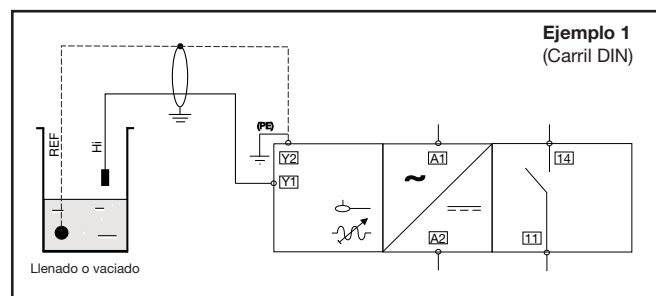 Ejemplo 1
(Carril DIN)
REF
Hi
(PE)
Y2
Y1
A1
A2
14
11
Llenado o vaciado